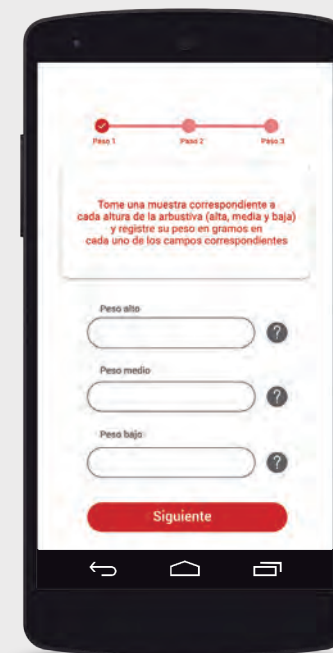 Paso 1 Paso 2 Paso 3
Tome una muestra correspondiente a
cada altura de la arbustiva (alta, media y baja)
y registre su peso en gramos en
cada uno de los campos correspondientes
Peso alto
?
Peso medio
?
Peso bajo
?
Siguiente